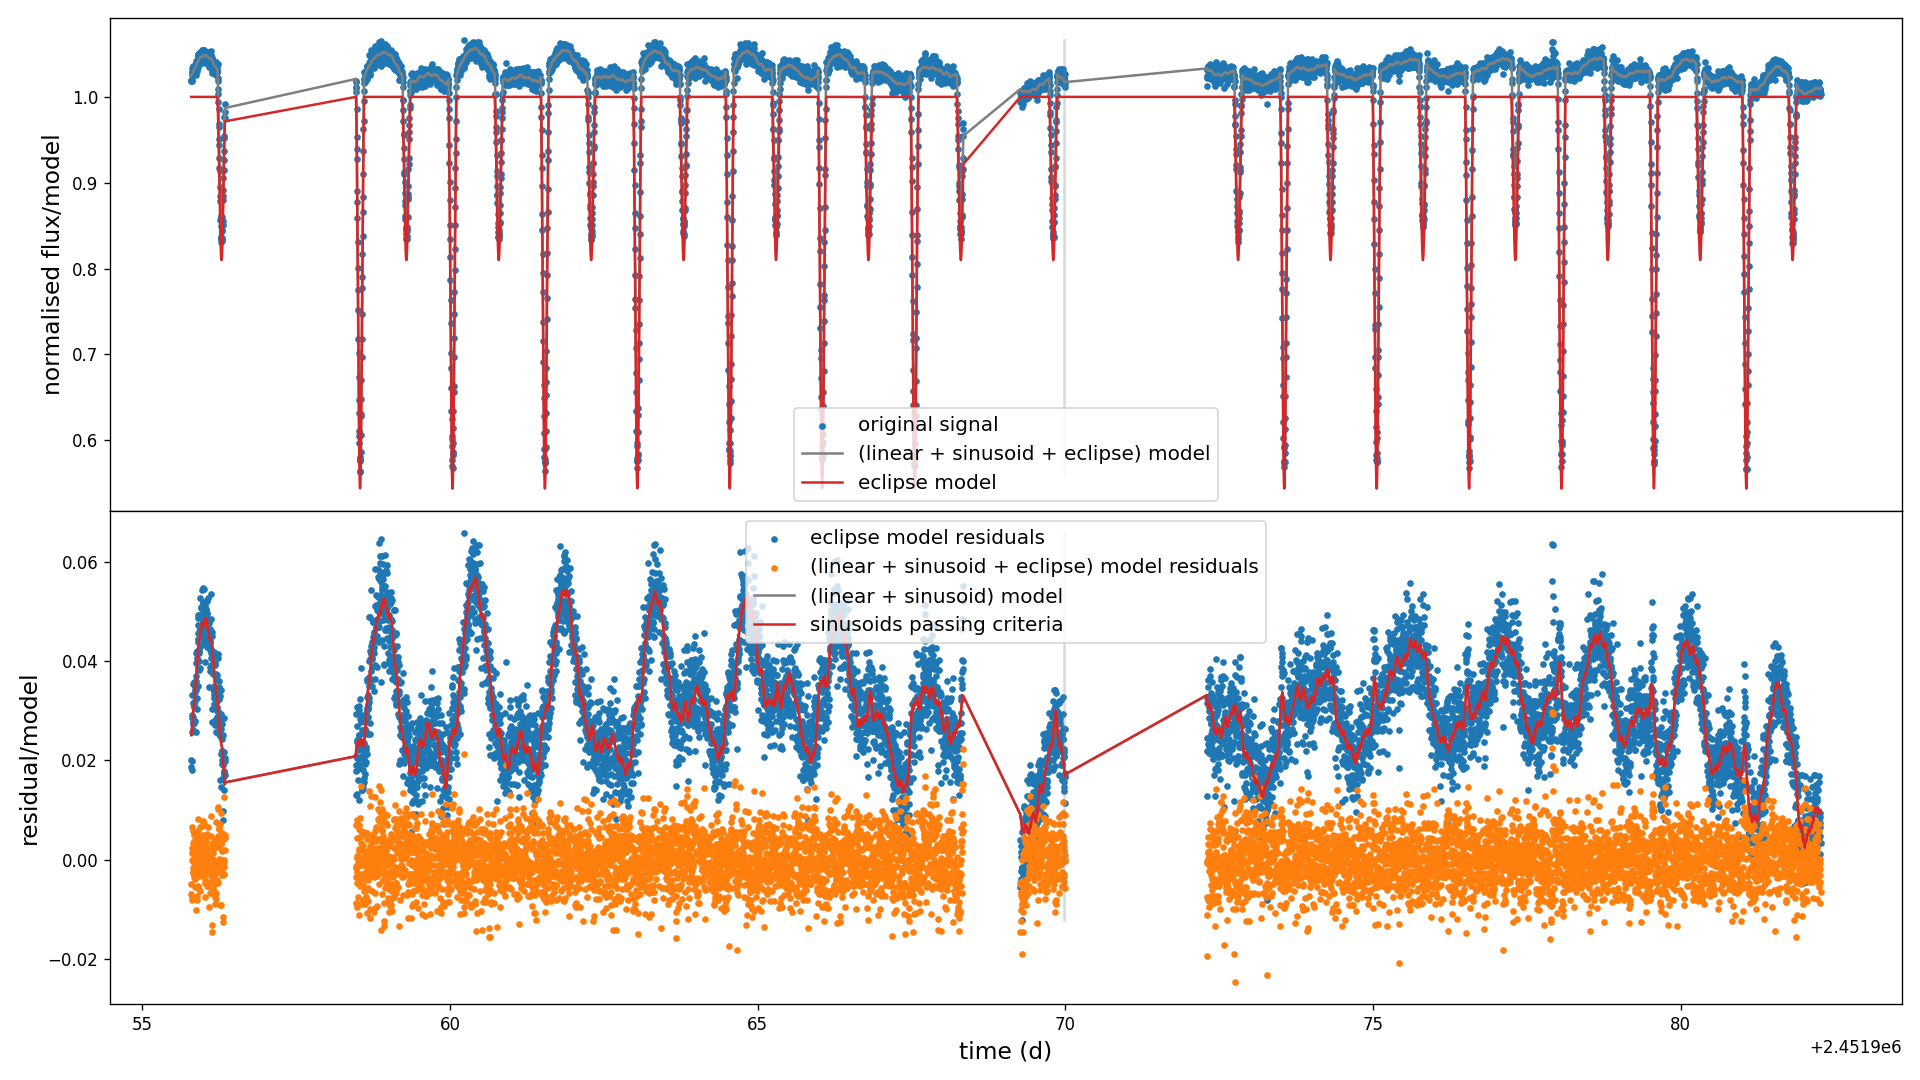 normalised flux/model
1.0
0.9
0.8
0.7
0.6
original signal
(linear + sinusoid + eclipse) model
eclipse model
residual/model
0.06
0.04
0.02
0.00
−0.02
eclipse model residuals
(linear + sinusoid + eclipse) model residuals
(linear + sinusoid) model
sinusoids passing criteria
55
60
65
70
75
80
time (d)
+2.4519e6